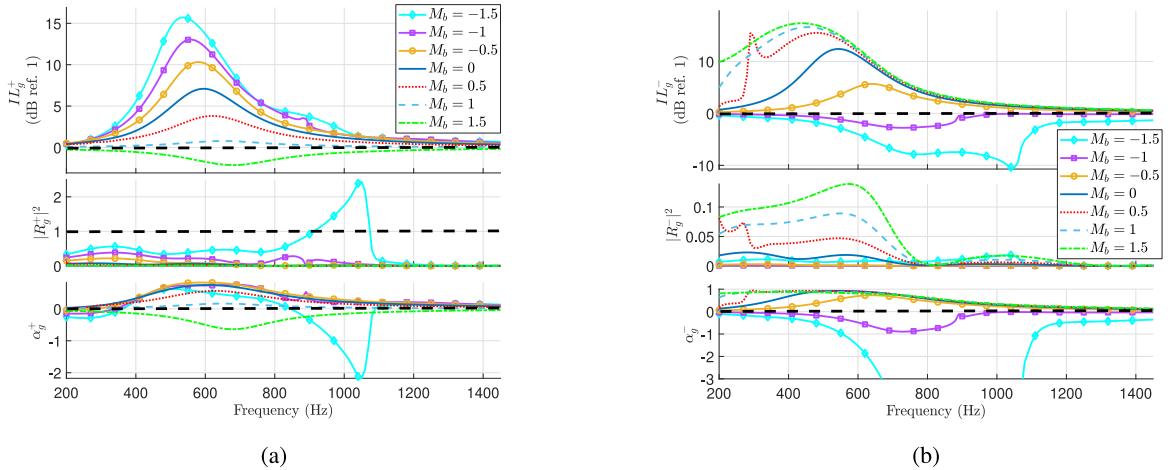 15
10
5
0
IL_g^+
(dB ref. 1)
M_b = −1.5
M_b = −1
M_b = −0.5
M_b = 0
M_b = 0.5
M_b = 1
M_b = 1.5
2
1
0
|R_g^+|^2
0
-1
-2
α_g^+
200 400 600 800 1000 1200 1400
Frequency (Hz)
(a)
10
0
-10
IL_g^-
(dB ref. 1)
M_b = −1.5
M_b = −1
M_b = −0.5
M_b = 0
M_b = 0.5
M_b = 1
M_b = 1.5
0.1
0.05
0
|R_g^-|^2
1
0
-1
-2
-3
α_g^-
200 400 600 800 1000 1200 1400
Frequency (Hz)
(b)